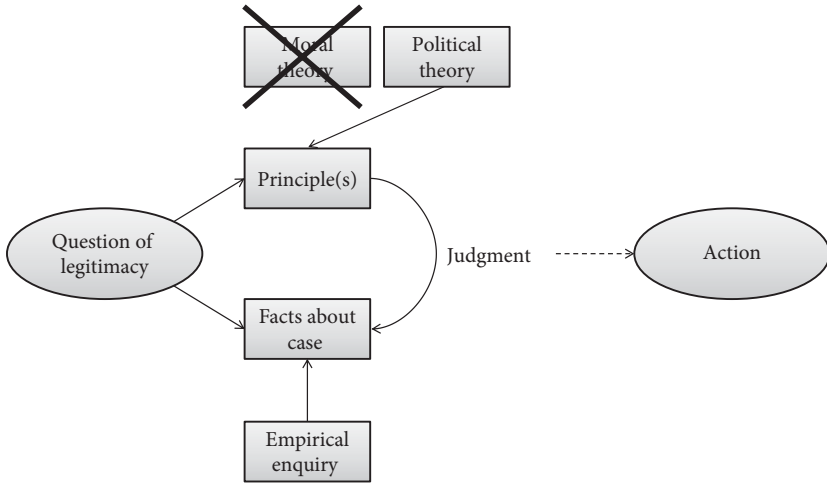 Moral
theory
Political
theory
Principle(s)
Question of
legitimacy
Judgment
Action
Facts about
case
Empirical
enquiry